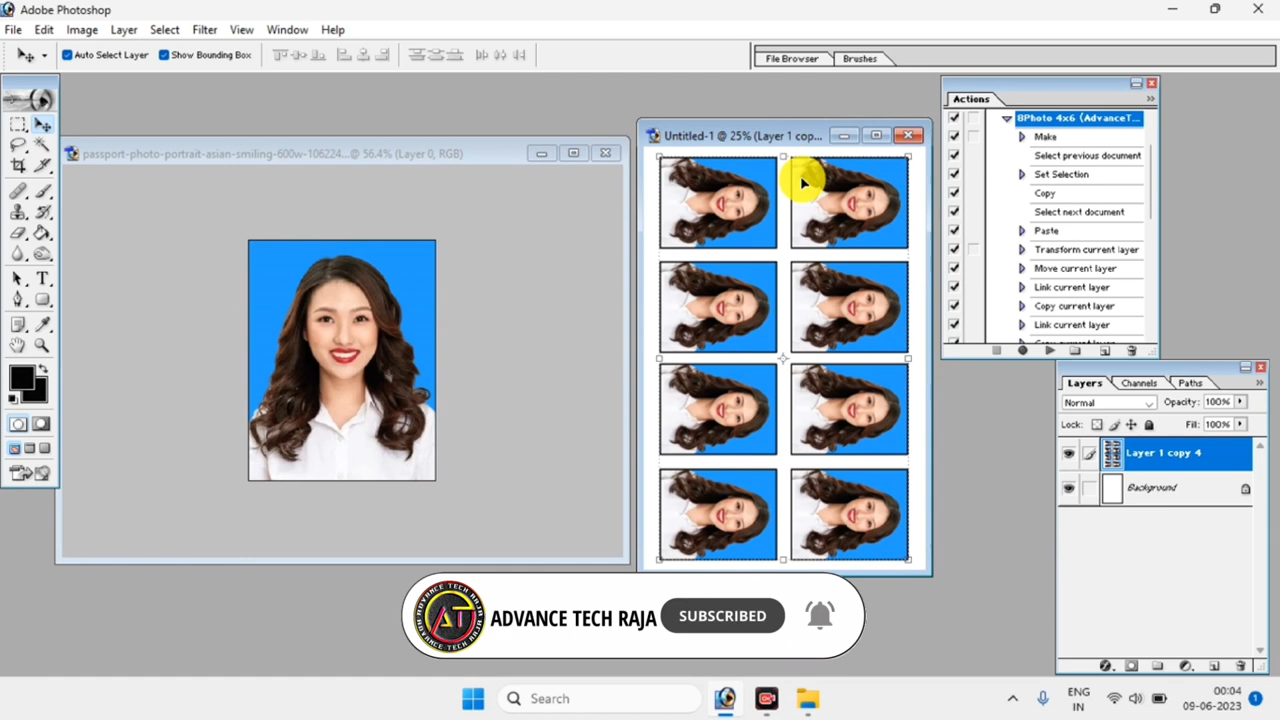 Adobe Photoshop
File Edit Image Layer Select Filter View Window Help
Auto Select Layer Show Bounding Box
File Browser Brushes
passport-photo-portrait-asian-smiling-600w-106224... @ 56.4% (Layer 0, RGB)
Untitled-1 @ 25% (Layer 1 cop...
Actions
8Photo 4x6 (AdvanceT...
Make
Select previous document
Set Selection
Copy
Select next document
Paste
Transform current layer
Move current layer
Link current layer
Copy current layer
Link current layer
Layers Channels Paths
Normal Opacity: 100%
Lock: Fill: 100%
Layer 1 copy 4
Background
AT
ADVANCE TECH RAJA SUBSCRIBED
Search
ENG
IN
00:04
09-06-2023
1